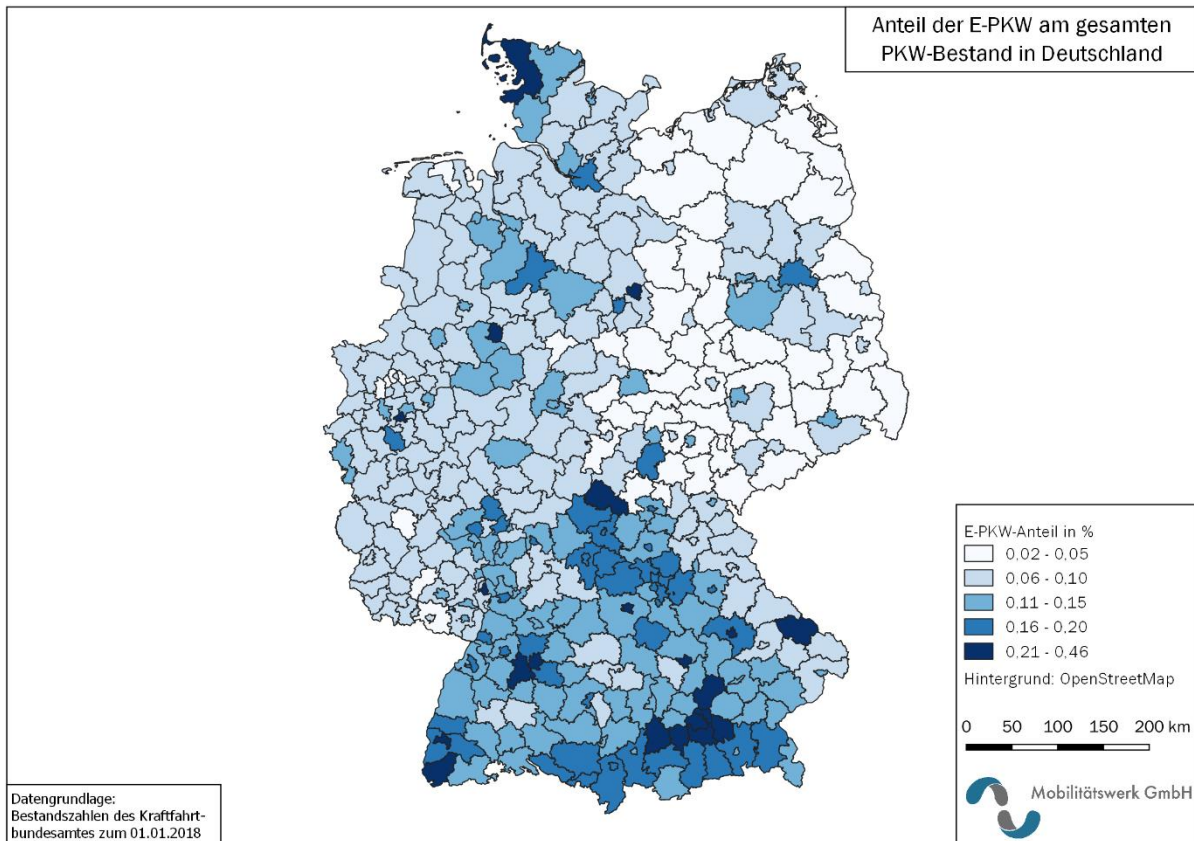 Anteil der E-PKW am gesamten
PKW-Bestand in Deutschland
E-PKW-Anteil in %
0,02 - 0,05
0,06 - 0,10
0,11 - 0,15
0,16 - 0,20
0,21 - 0,46
Hintergrund: OpenStreetMap
0 50 100 150 200 km
Mobilitätswerk GmbH
Datengrundlage:
Bestandszahlen des Kraftfahrt-
bundesamtes zum 01.01.2018